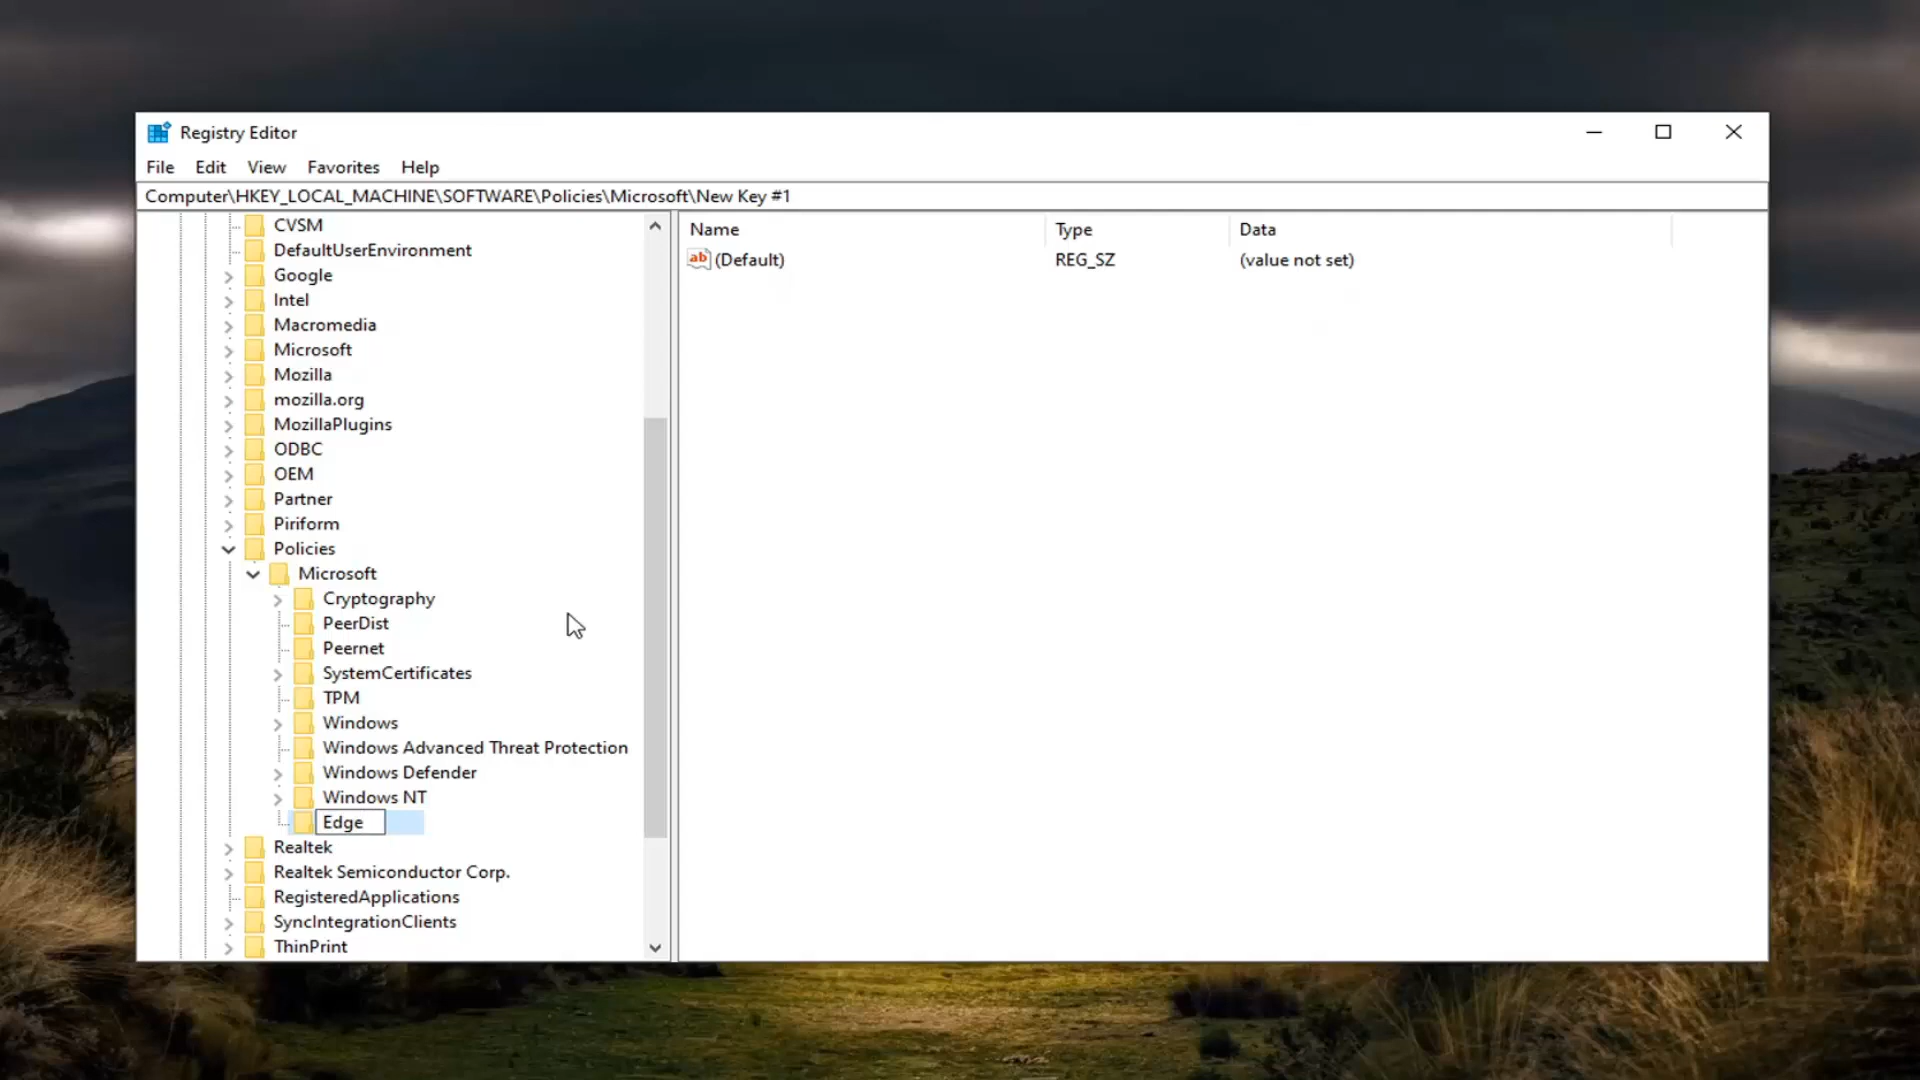 Registry Editor
File Edit View Favorites Help
Computer\HKEY_LOCAL_MACHINE\SOFTWARE\Policies\Microsoft\New Key #1
CVSM
DefaultUserEnvironment
Google
Intel
Macromedia
Microsoft
Mozilla
mozilla.org
MozillaPlugins
ODBC
OEM
Partner
Piriform
Policies
Microsoft
Cryptography
PeerDist
Peernet
SystemCertificates
TPM
Windows
Windows Advanced Threat Protection
Windows Defender
Windows NT
Edge
Realtek
Realtek Semiconductor Corp.
RegisteredApplications
SyncIntegrationClients
ThinPrint
Name Type Data
ab (Default) REG_SZ (value not set)